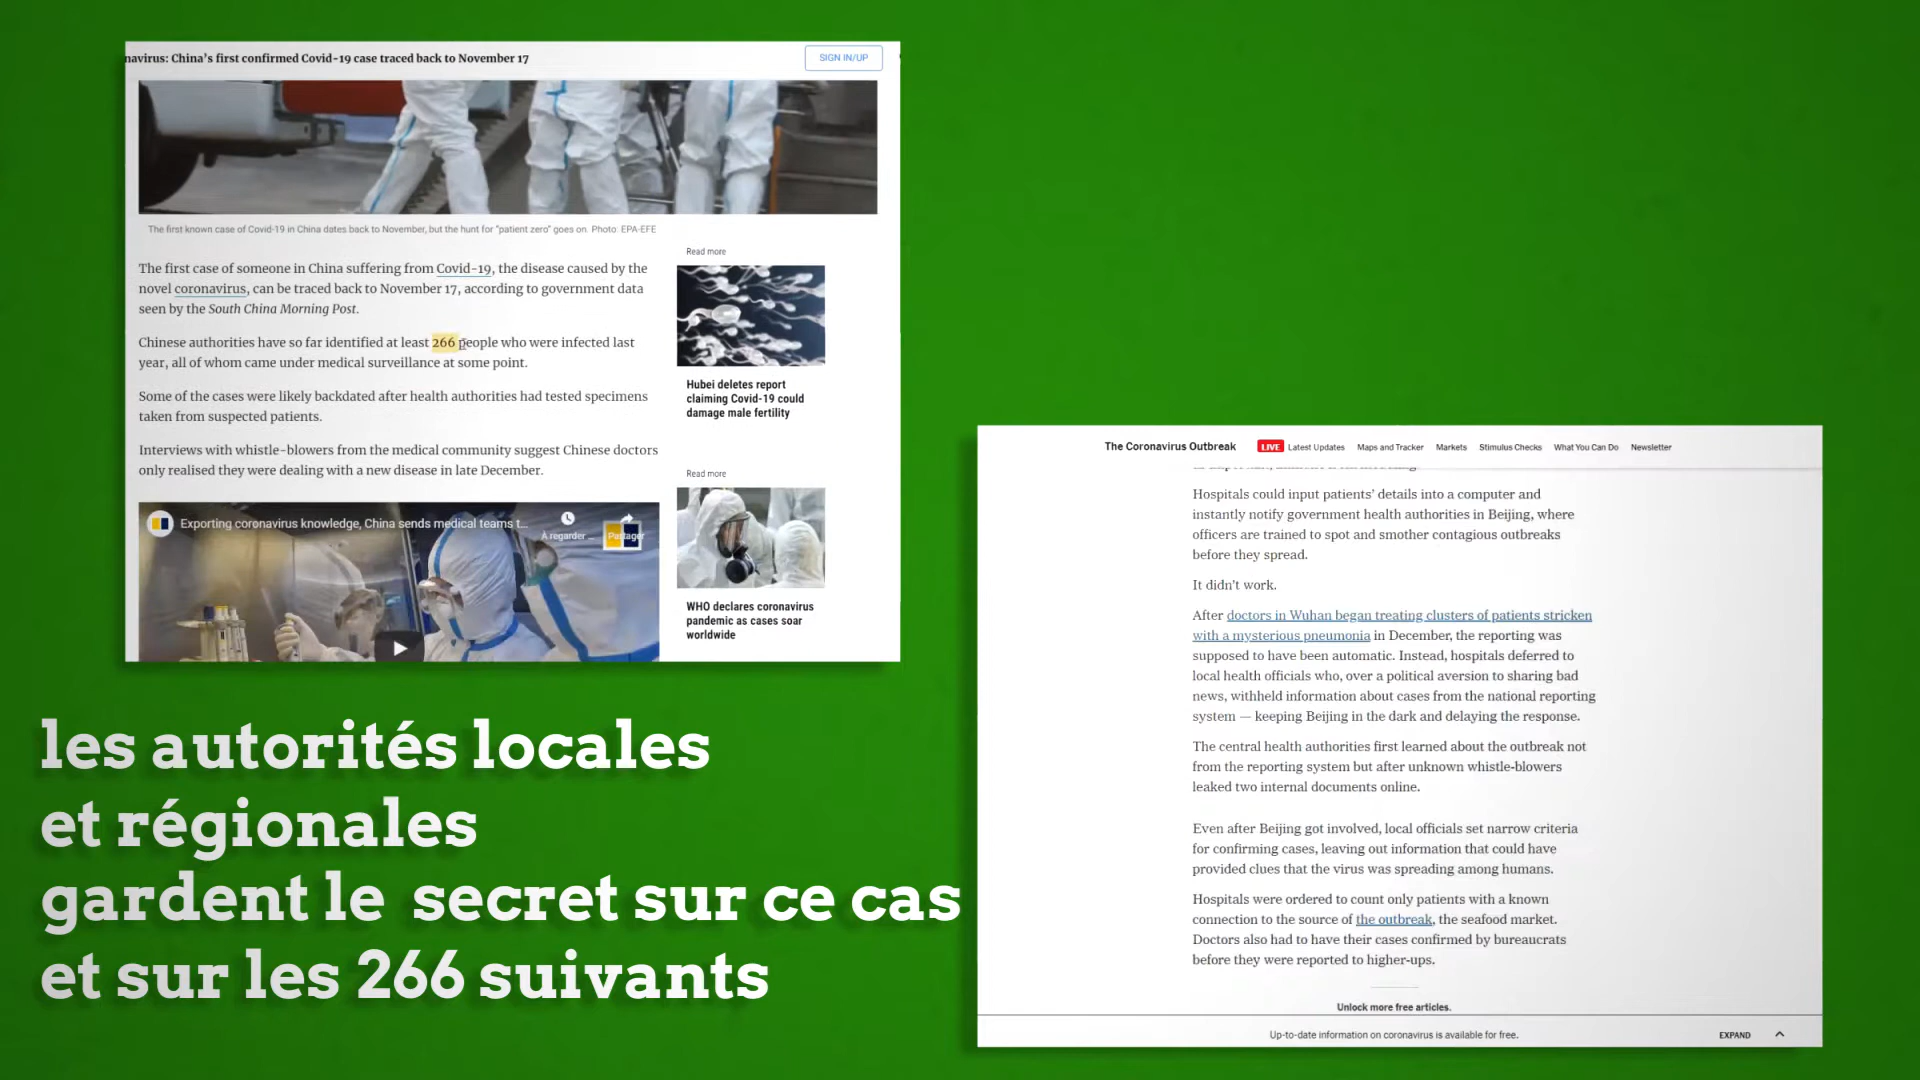 navirus: China's first confirmed Covid-19 case traced back to November 17
SIGN IN/UP
The first known case of Covid-19 in China dates back to November, but the hunt for "patient zero" goes on. Photo: EPA-EFE
The first case of someone in China suffering from Covid-19, the disease caused by the
novel coronavirus, can be traced back to November 17, according to government data
seen by the South China Morning Post.
Chinese authorities have so far identified at least 266 people who were infected last
year, all of whom came under medical surveillance at some point.
Some of the cases were likely backdated after health authorities had tested specimens
taken from suspected patients.
Interviews with whistle-blowers from the medical community suggest Chinese doctors
only realised they were dealing with a new disease in late December.
Exporting coronavirus knowledge, China sends medical teams t...
À regarder ...
Partager
Read more
Hubei deletes report
claiming Covid-19 could
damage male fertility
Read more
WHO declares coronavirus
pandemic as cases soar
worldwide
les autorités locales
et régionales
gardent le secret sur ce cas
et sur les 266 suivants
The Coronavirus Outbreak
LIVE
Latest Updates
Maps and Tracker
Markets
Stimulus Checks
What You Can Do
Newsletter
Hospitals could input patients' details into a computer and
instantly notify government health authorities in Beijing, where
officers are trained to spot and smother contagious outbreaks
before they spread.
It didn't work.
After doctors in Wuhan began treating clusters of patients stricken
with a mysterious pneumonia in December, the reporting was
supposed to have been automatic. Instead, hospitals deferred to
local health officials who, over a political aversion to sharing bad
news, withheld information about cases from the national reporting
system — keeping Beijing in the dark and delaying the response.
The central health authorities first learned about the outbreak not
from the reporting system but after unknown whistle-blowers
leaked two internal documents online.
Even after Beijing got involved, local officials set narrow criteria
for confirming cases, leaving out information that could have
provided clues that the virus was spreading among humans.
Hospitals were ordered to count only patients with a known
connection to the source of the outbreak, the seafood market.
Doctors also had to have their cases confirmed by bureaucrats
before they were reported to higher-ups.
Unlock more free articles.
Up-to-date information on coronavirus is available for free.
EXPAND